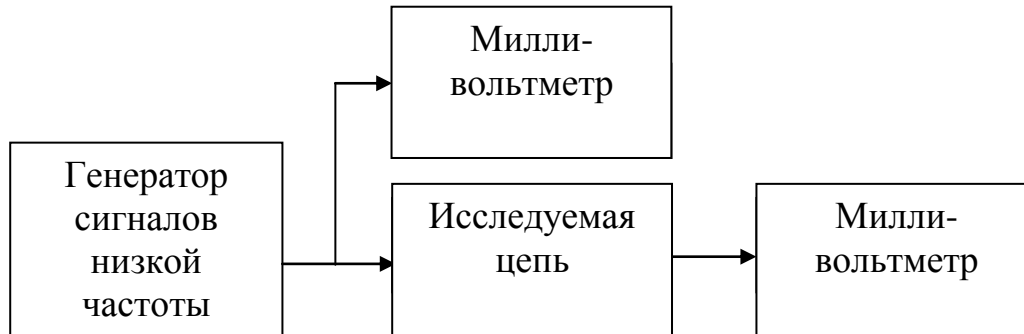 Милли-
вольтметр
Генератор
сигналов
низкой
частоты
Исследуемая
цепь
Милли-
вольтметр